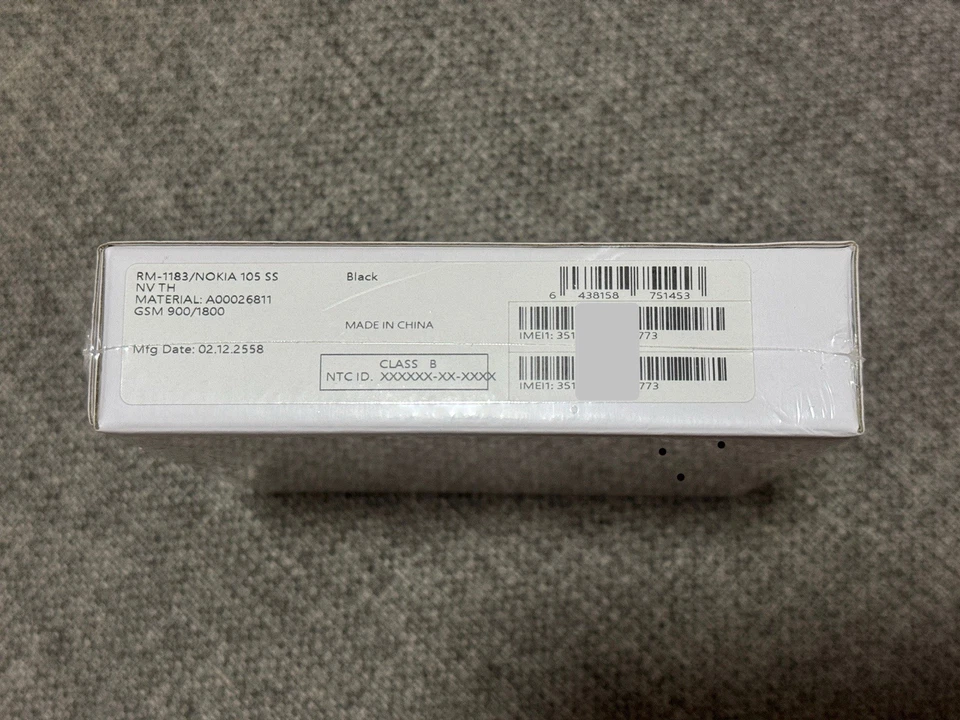 RM-1183/NOKIA 105 SS
NV TH
MATERIAL: A00026811
GSM 900/1800
Mfg Date: 02.12.2558
Black
MADE IN CHINA
CLASS B
NTC ID. XXXXXX-XX-XXXX
6 438158 751453
IMEI1: 351 773
IMEI1: 351 773